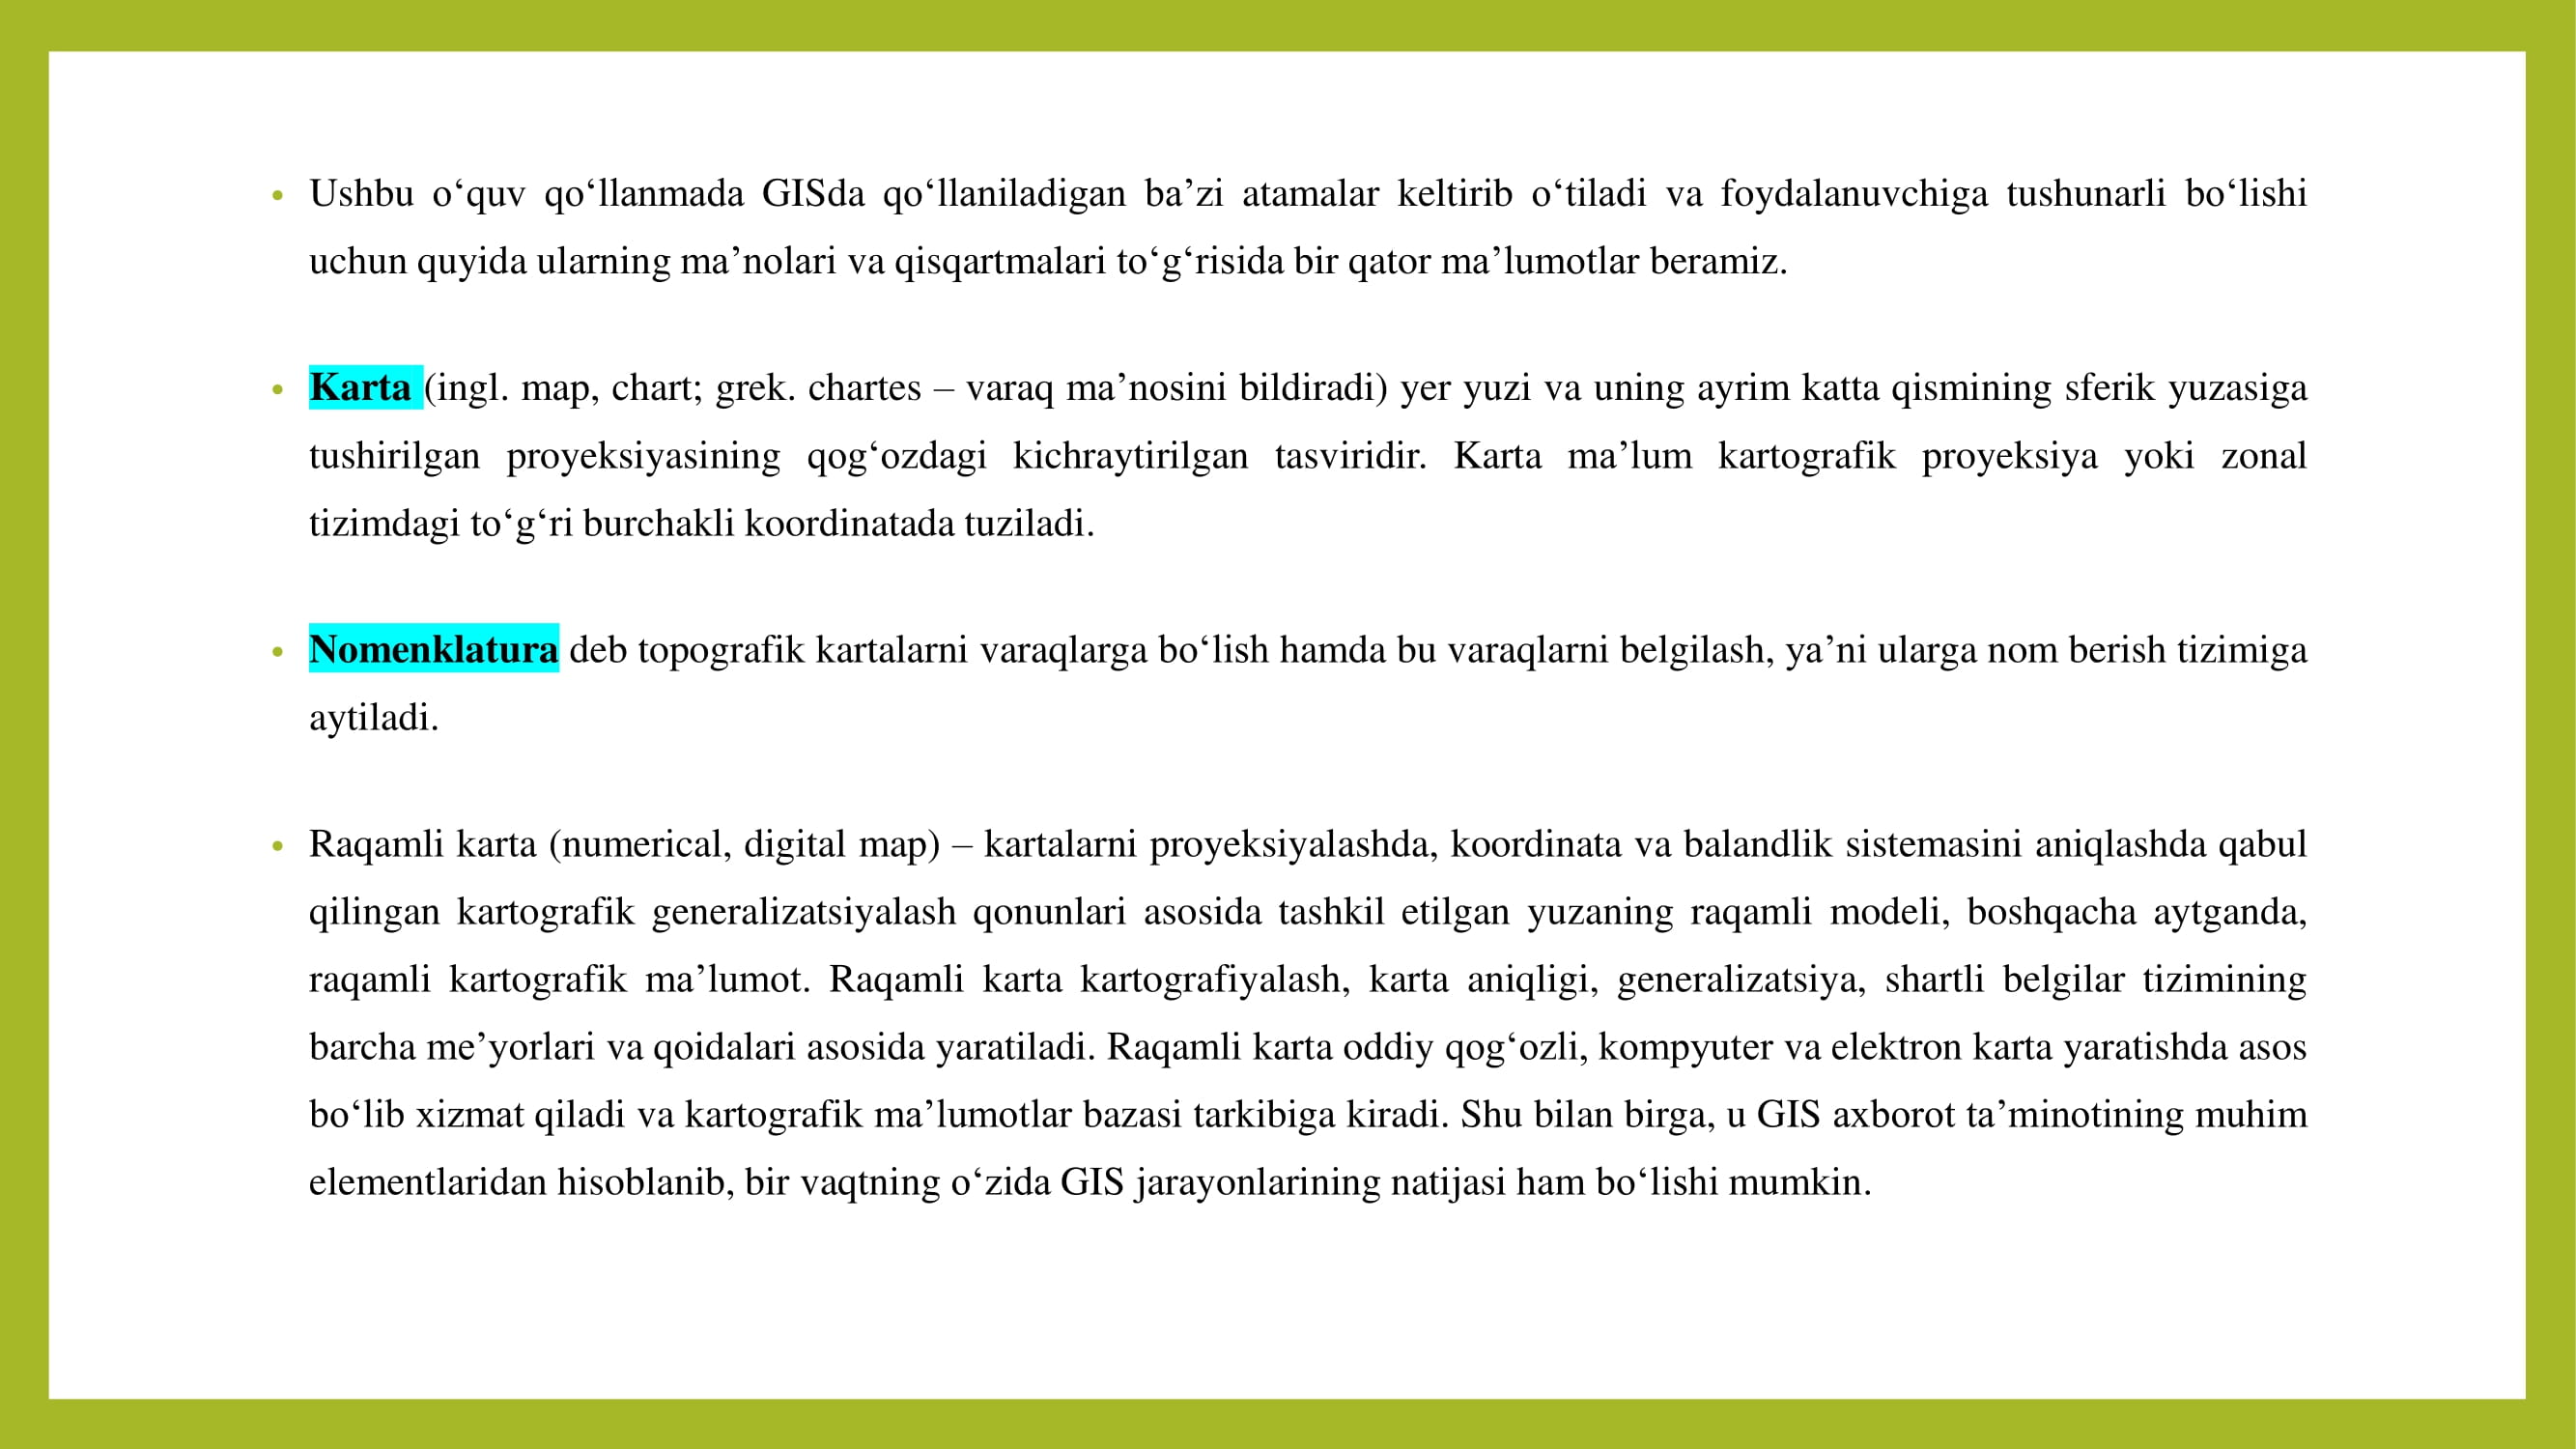 • Ushbu o‘quv qo‘llanmada GISda qo‘llaniladigan ba’zi atamalar keltirib o‘tiladi va foydalanuvchiga tushunarli bo‘lishi
uchun quyida ularning ma’nolari va qisqartmalari to‘g‘risida bir qator ma’lumotlar beramiz.
• Karta (ingl. map, chart; grek. chartes – varaq ma’nosini bildiradi) yer yuzi va uning ayrim katta qismining sferik yuzasiga
tushirilgan proyeksiyasining qog‘ozdagi kichraytirilgan tasviridir. Karta ma’lum kartografik proyeksiya yoki zonal
tizimdagi to‘g‘ri burchakli koordinatada tuziladi.
• Nomenklatura deb topografik kartalarni varaqlarga bo‘lish hamda bu varaqlarni belgilash, ya’ni ularga nom berish tizimiga
aytiladi.
• Raqamli karta (numerical, digital map) – kartalarni proyeksiyalashda, koordinata va balandlik sistemasini aniqlashda qabul
qilingan kartografik generalizatsiyalash qonunlari asosida tashkil etilgan yuzaning raqamli modeli, boshqacha aytganda,
raqamli kartografik ma’lumot. Raqamli karta kartografiyalash, karta aniqligi, generalizatsiya, shartli belgilar tizimining
barcha me’yorlari va qoidalari asosida yaratiladi. Raqamli karta oddiy qog‘ozli, kompyuter va elektron karta yaratishda asos
bo‘lib xizmat qiladi va kartografik ma’lumotlar bazasi tarkibiga kiradi. Shu bilan birga, u GIS axborot ta’minotining muhim
elementlaridan hisoblanib, bir vaqtning o‘zida GIS jarayonlarining natijasi ham bo‘lishi mumkin.